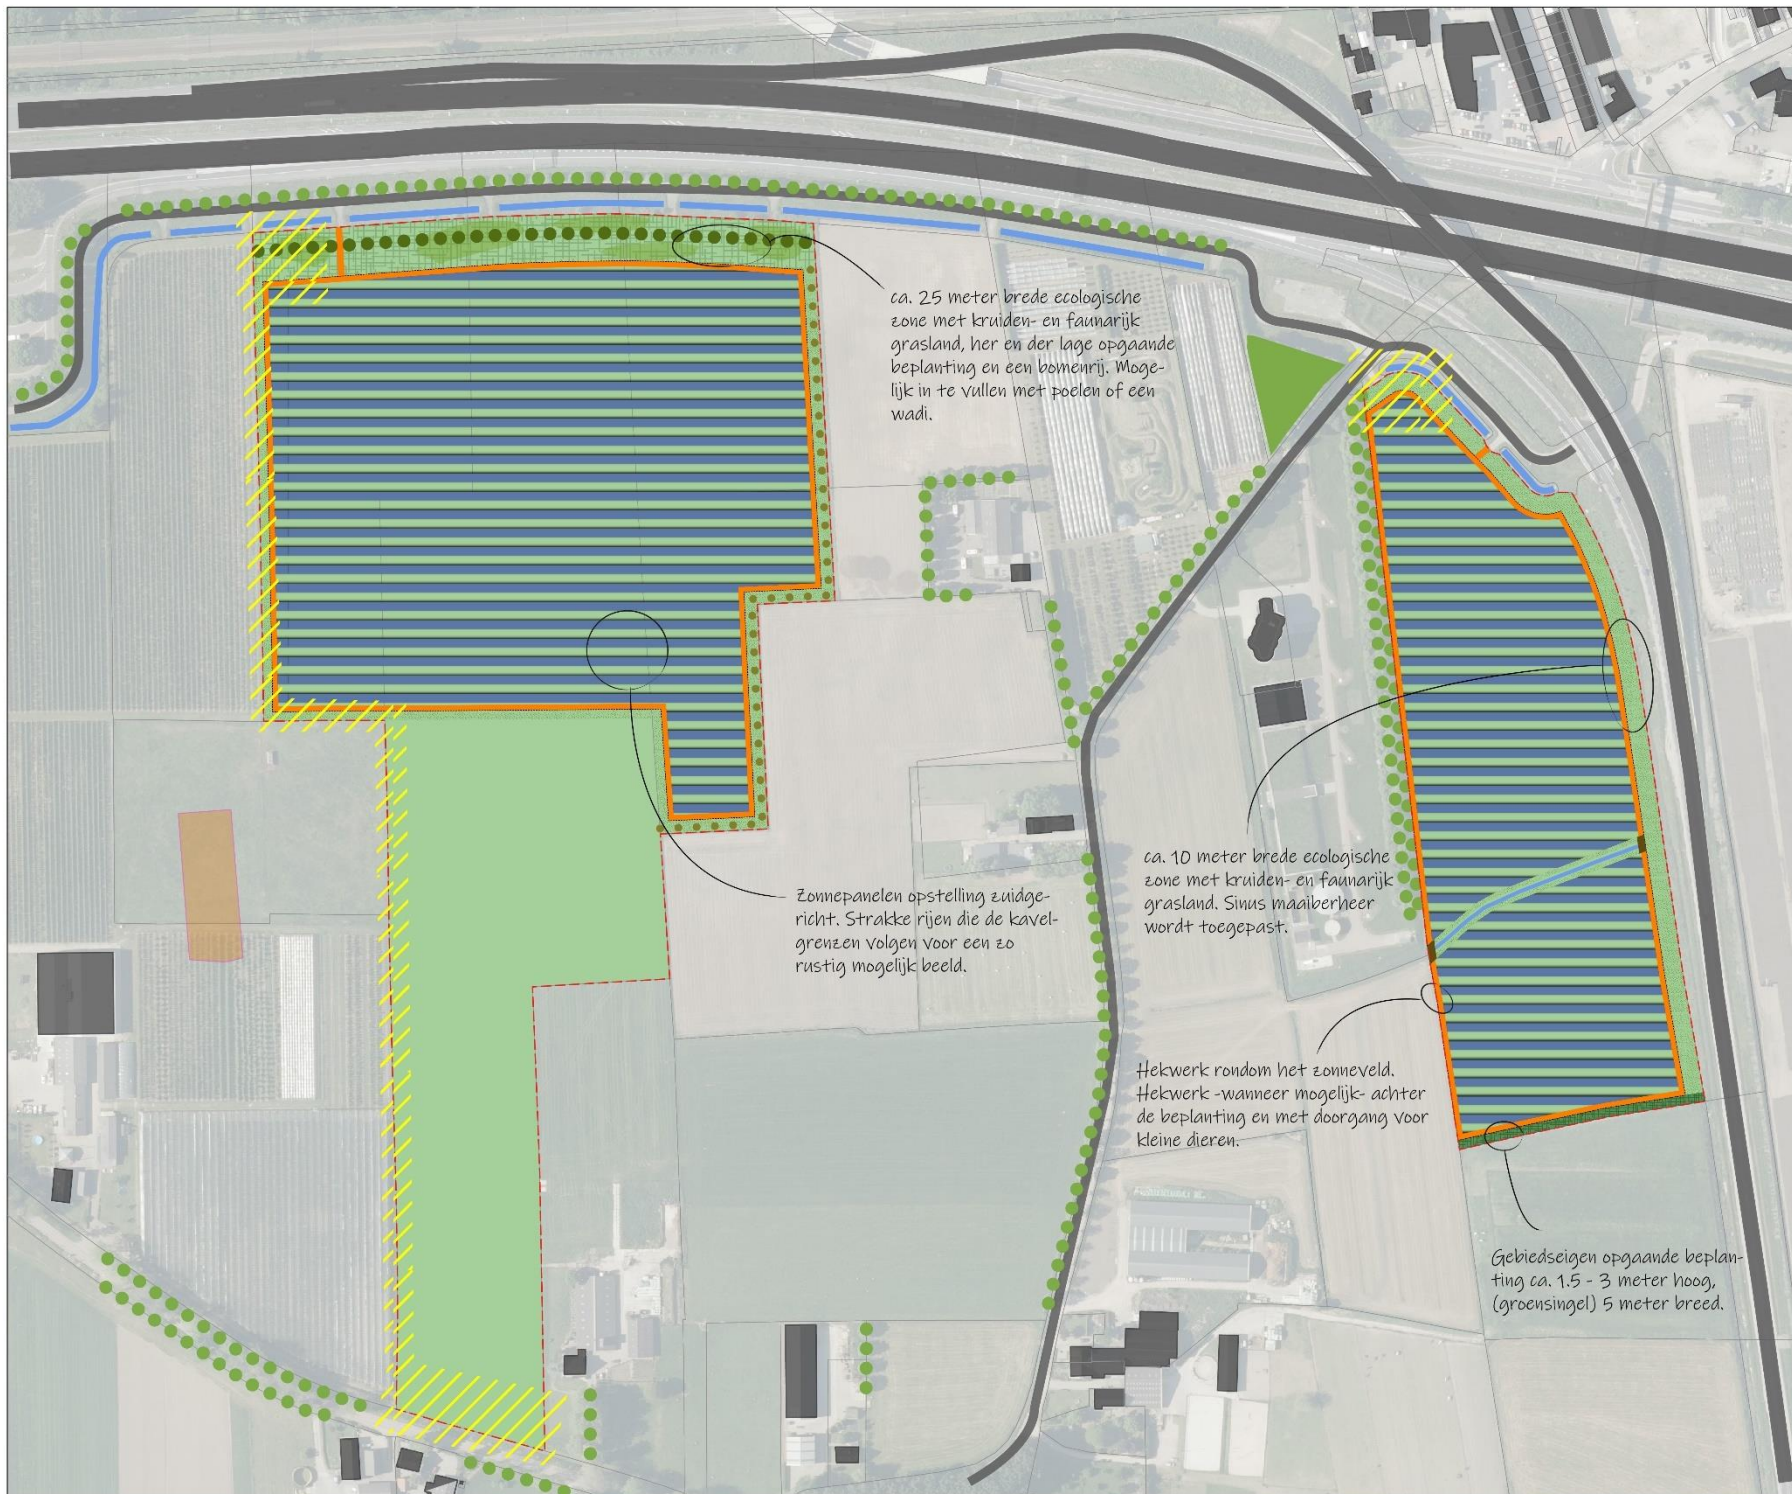 ca. 25 meter brede ecologische
zone met kruiden- en faunarijk
grasland, her en der lage opgaande
beplanting en een bomenrij. Moge-
lijk in te vullen met poelen of een
wadi.
Zonnepanelen opstelling zuidge-
richt. Strakke rijen die de kavel-
grenzen volgen voor een zo
rustig mogelijk beeld.
ca. 10 meter brede ecologische
zone met kruiden- en faunarijk
grasland. Sinus maaiberheer
wordt toegepast.
Hekwerk rondom het zonneveld.
Hekwerk -wanneer mogelijk- achter
de beplanting en met doorgang voor
kleine dieren.
Gebiedseigen opgaande beplan-
ting ca. 1.5 - 3 meter hoog,
(groensingel) 5 meter breed.